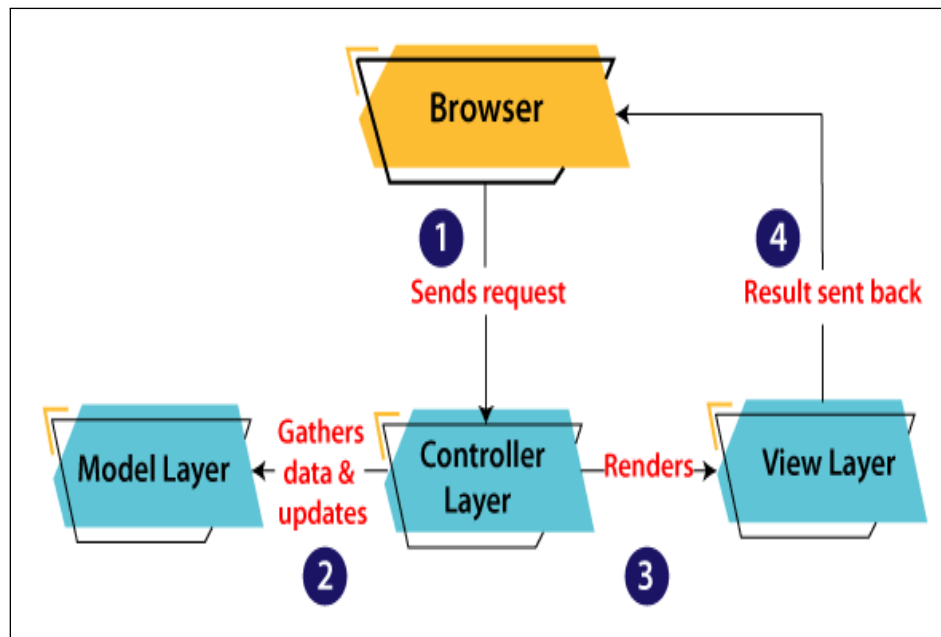 Browser
1
4
Sends request
Result sent back
Model Layer
Gathers
data &
updates
Controller
Layer
Renders
View Layer
2
3